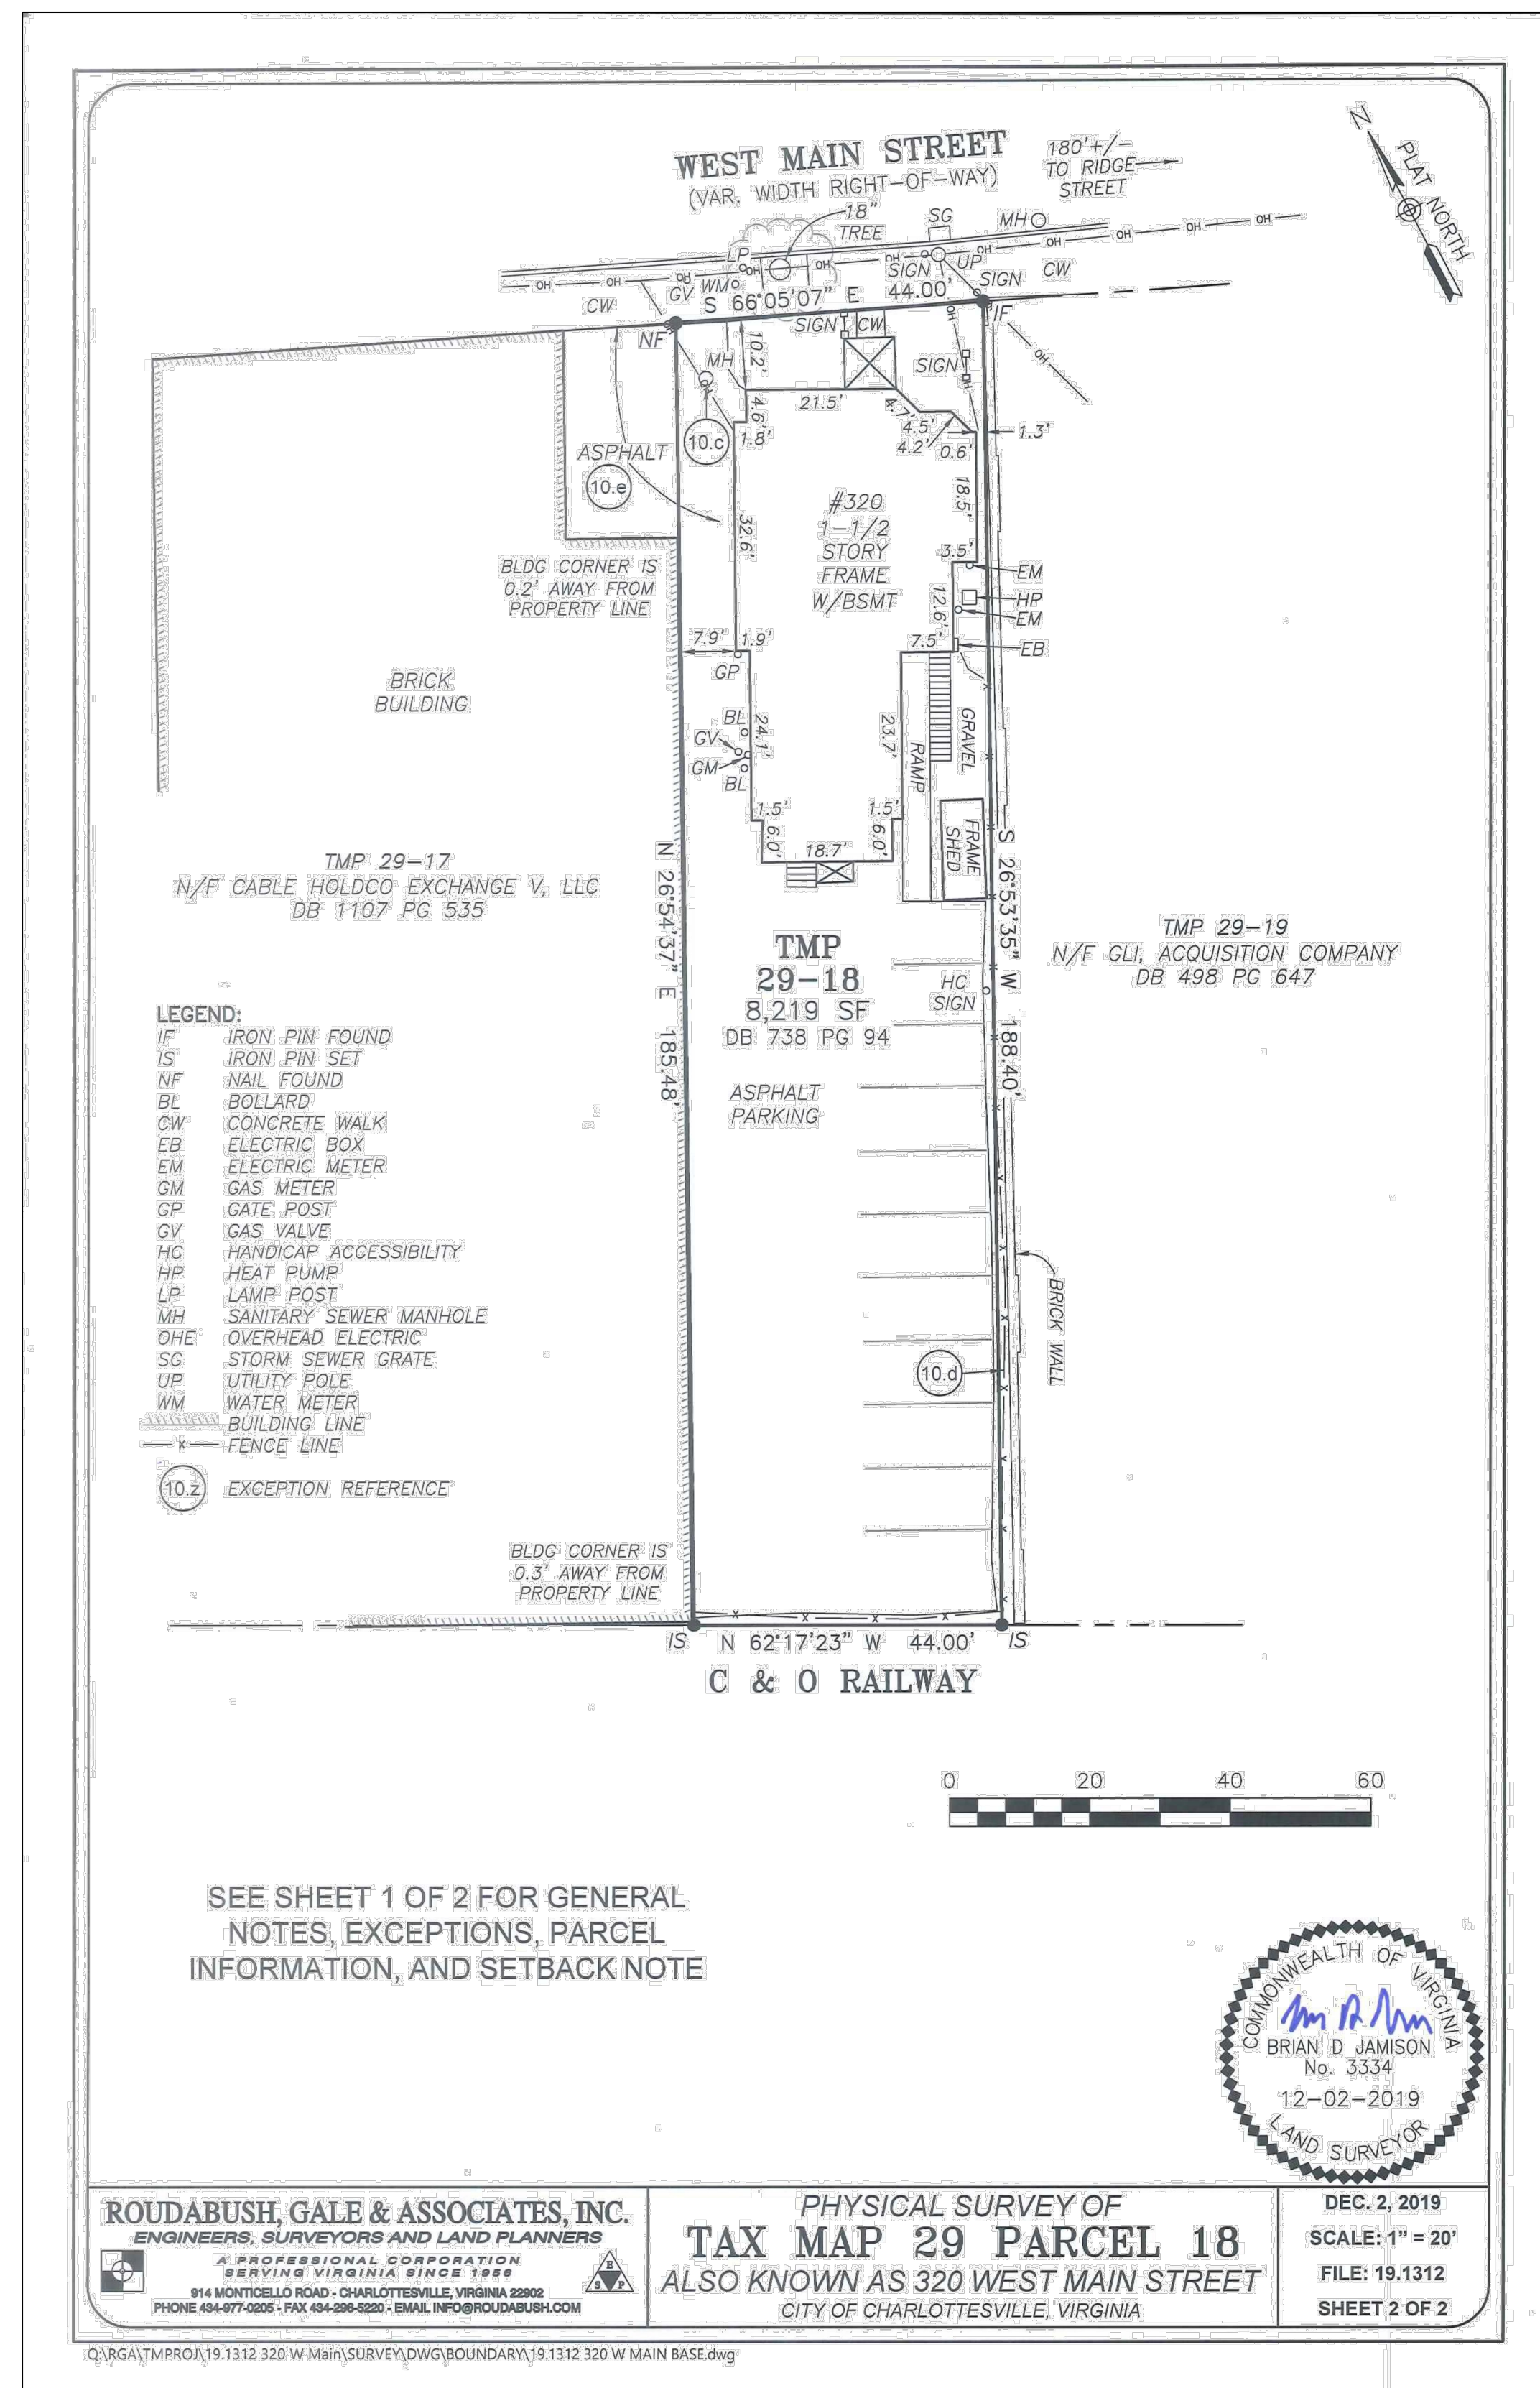 WEST MAIN STREET
(VAR. WIDTH RIGHT-OF-WAY)
180'+/-
TO RIDGE
STREET
N
PLAT NORTH
18"
TREE
SG
MH
LP
OH
OH
OH
OH
OH
OH
OH
OH
OH
OH
SIGN
UP
SIGN
CW
CW
GV
WM
S 66°05'07" E 44.00'
NF
IF
SIGN
CW
OH
OH
MH
10.2'
SIGN
21.5'
4.6'
1.8'
4.7'
4.5'
4.2'
0.6'
1.3'
10.c
ASPHALT
10.e
#320
1-1/2
STORY
FRAME
W/BSMT
18.5'
32.6'
3.5'
EM
HP
EM
EB
12.6'
7.5'
BLDG CORNER IS
0.2' AWAY FROM
PROPERTY LINE
7.9'
1.9'
GP
BRICK
BUILDING
BL
GV
GM
BL
24.1'
23.7'
RAMP
GRAVEL
1.5'
6.0'
1.5'
6.0'
18.7'
FRAME
SHED
TMP 29-17
N/F CABLE HOLDCO EXCHANGE V, LLC
DB 1107 PG 535
N 26°54'37" E 185.48'
S 26°53'35" W 188.40'
TMP
29-18
8,219 SF
DB 738 PG 94
HC
SIGN
TMP 29-19
N/F GLI, ACQUISITION COMPANY
DB 498 PG 647
ASPHALT
PARKING
LEGEND:
IF IRON PIN FOUND
IS IRON PIN SET
NF NAIL FOUND
BL BOLLARD
CW CONCRETE WALK
EB ELECTRIC BOX
EM ELECTRIC METER
GM GAS METER
GP GATE POST
GV GAS VALVE
HC HANDICAP ACCESSIBILITY
HP HEAT PUMP
LP LAMP POST
MH SANITARY SEWER MANHOLE
OHE OVERHEAD ELECTRIC
SG STORM SEWER GRATE
UP UTILITY POLE
WM WATER METER
BUILDING LINE
x FENCE LINE
10.z EXCEPTION REFERENCE
BRICK WALL
10.d
BLDG CORNER IS
0.3' AWAY FROM
PROPERTY LINE
IS
N 62°17'23" W 44.00'
IS
C & O RAILWAY
0 20 40 60
SEE SHEET 1 OF 2 FOR GENERAL
NOTES, EXCEPTIONS, PARCEL
INFORMATION, AND SETBACK NOTE
COMMONWEALTH OF VIRGINIA
BRIAN D JAMISON
No. 3334
12-02-2019
LAND SURVEYOR
ROUDABUSH, GALE & ASSOCIATES, INC.
ENGINEERS, SURVEYORS AND LAND PLANNERS
A PROFESSIONAL CORPORATION
SERVING VIRGINIA SINCE 1956
914 MONTICELLO ROAD - CHARLOTTESVILLE, VIRGINIA 22902
PHONE 434-977-0205 - FAX 434-296-5220 - EMAIL INFO@ROUDABUSH.COM
E
S P
PHYSICAL SURVEY OF
TAX MAP 29 PARCEL 18
ALSO KNOWN AS 320 WEST MAIN STREET
CITY OF CHARLOTTESVILLE, VIRGINIA
DEC. 2, 2019
SCALE: 1" = 20'
FILE: 19.1312
SHEET 2 OF 2
Q:\RGA\TMPROJ\19.1312 320 W Main\SURVEY\DWG\BOUNDARY\19.1312 320 W MAIN BASE.dwg